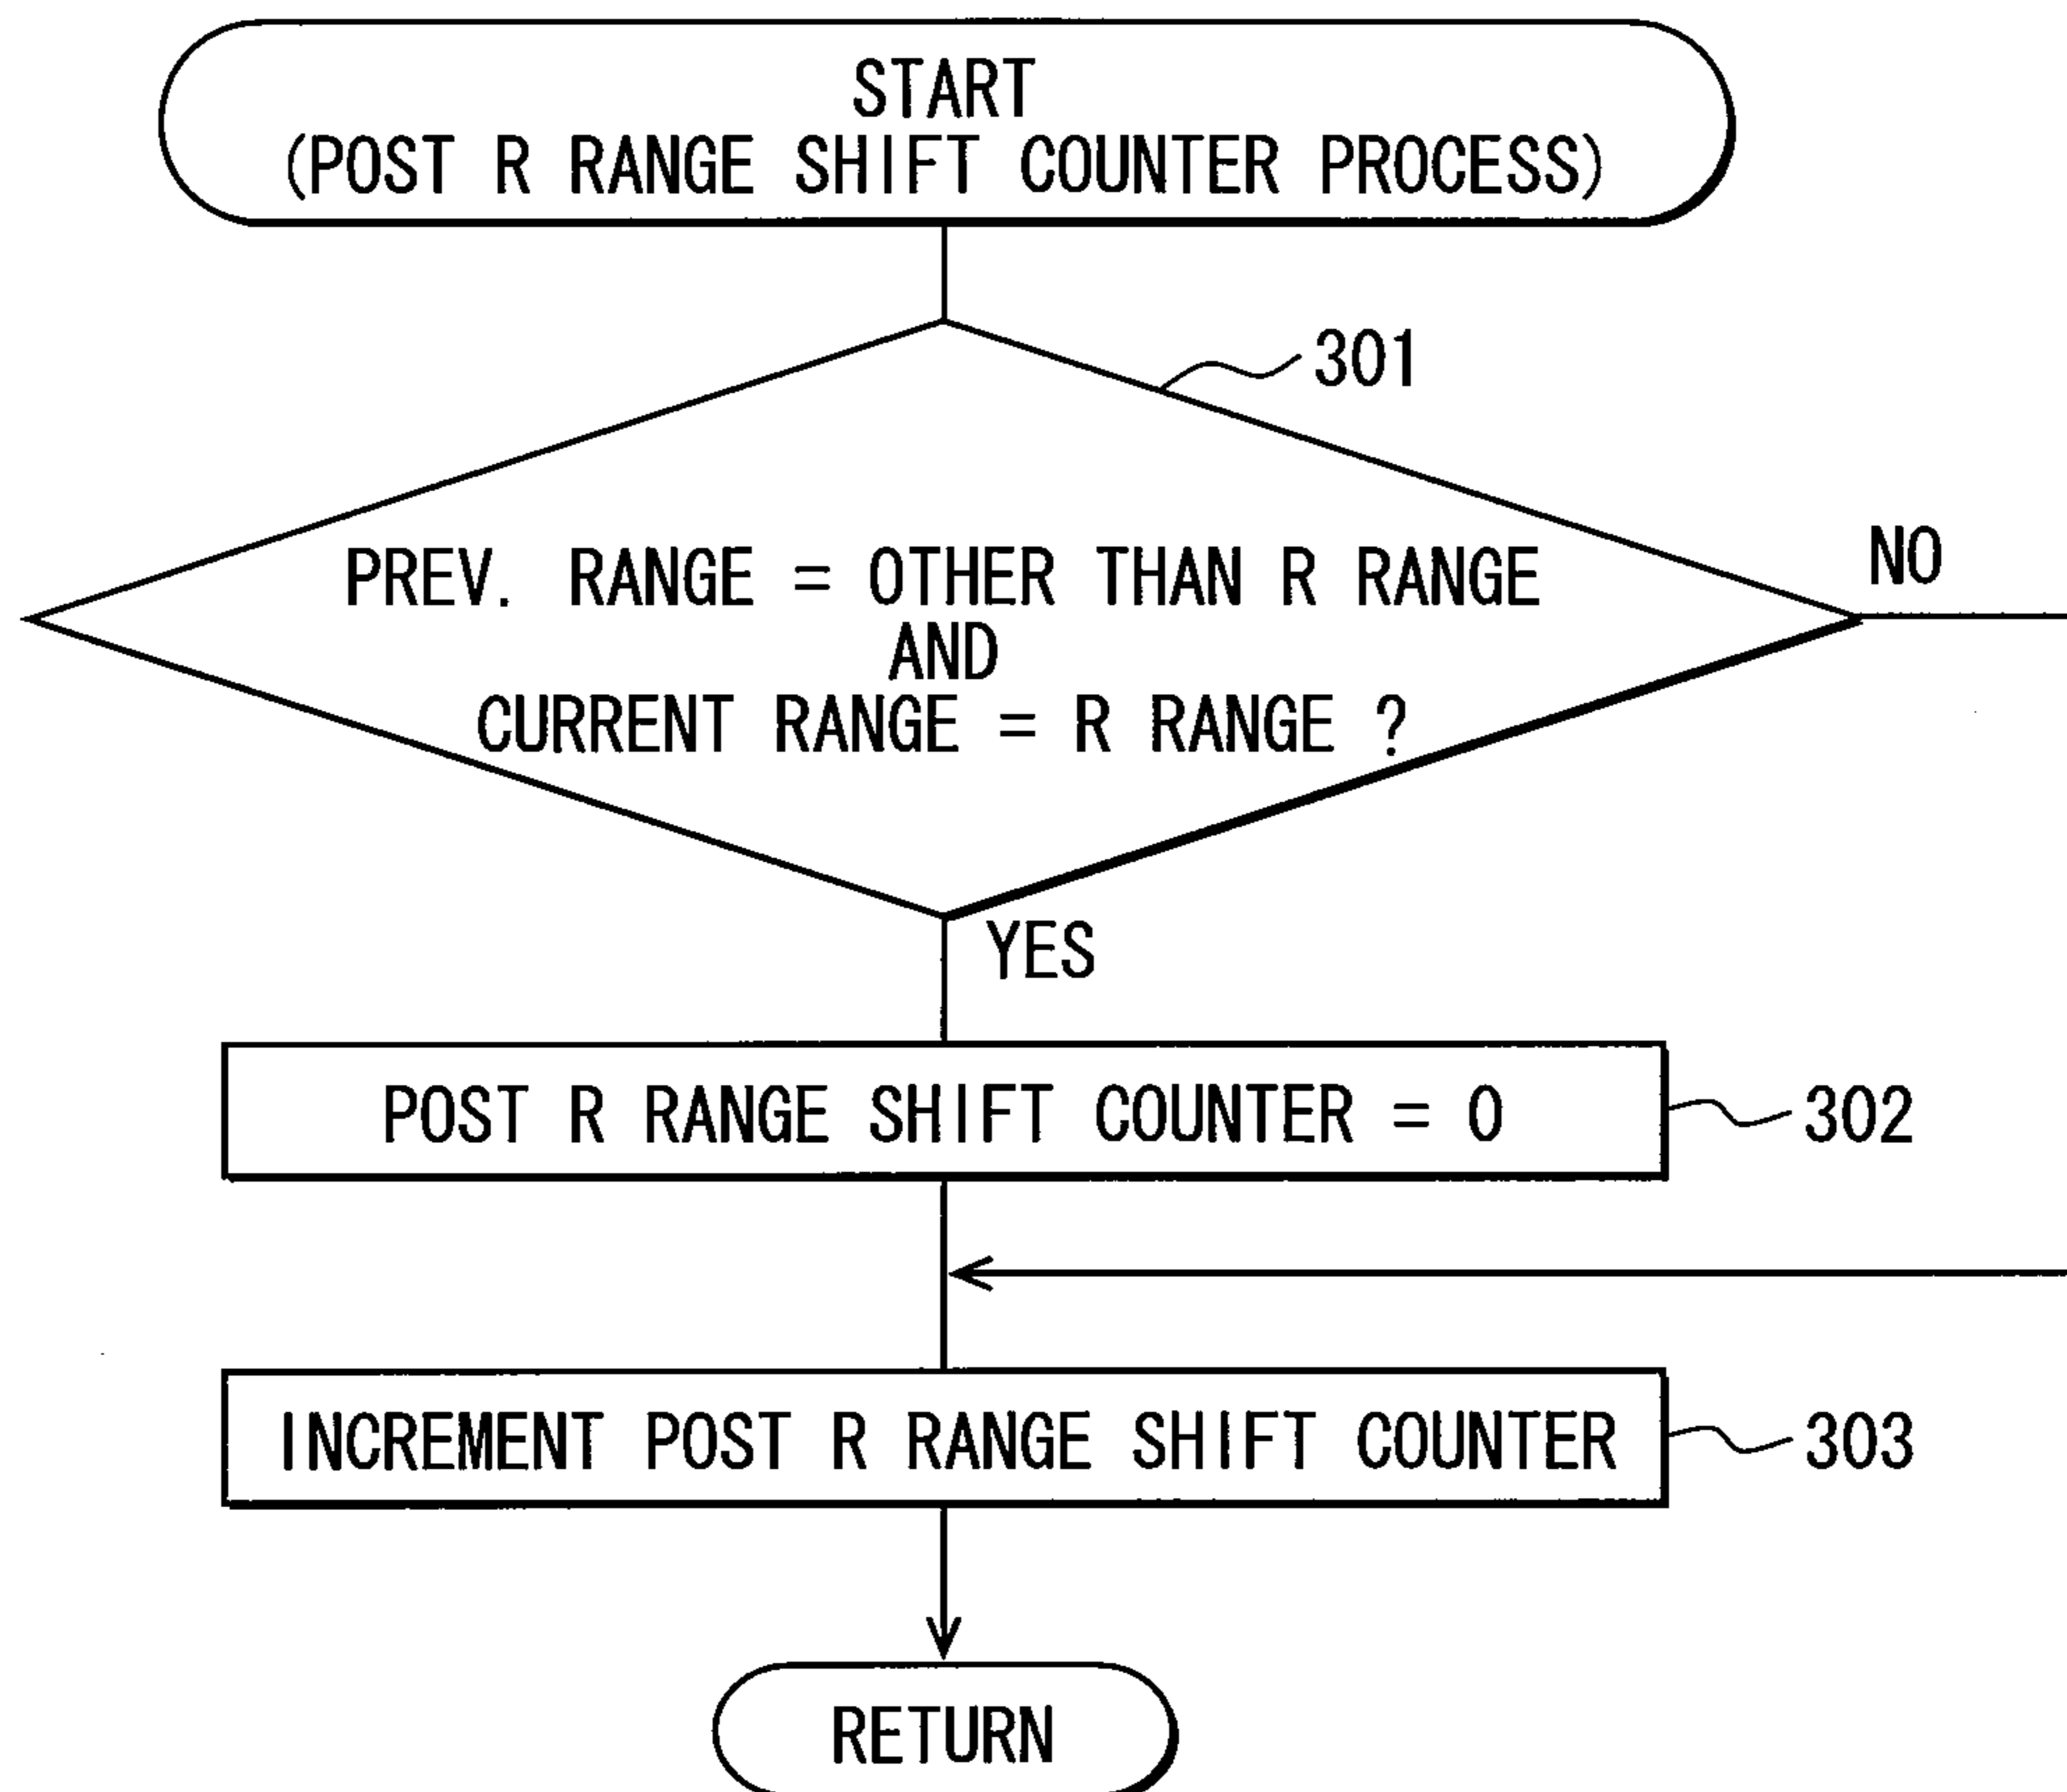 START
(POST R RANGE SHIFT COUNTER PROCESS)
301
PREV. RANGE = OTHER THAN R RANGE
AND
CURRENT RANGE = R RANGE ?
NO
YES
POST R RANGE SHIFT COUNTER = 0
302
INCREMENT POST R RANGE SHIFT COUNTER
303
RETURN